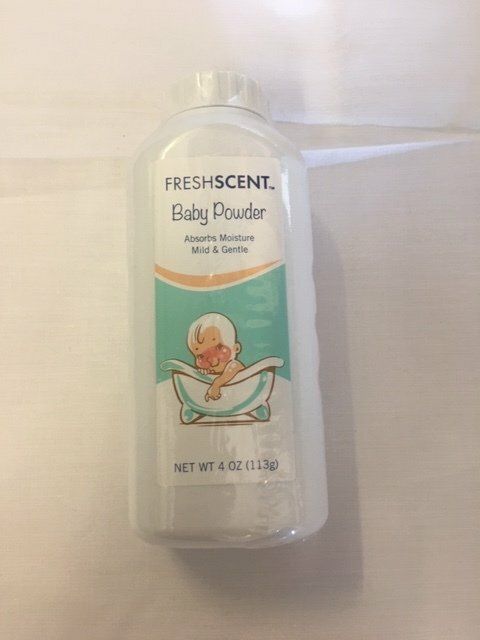 FRESHSCENT™
Baby Powder
Absorbs Moisture
Mild & Gentle
NET WT 4 OZ (113g)